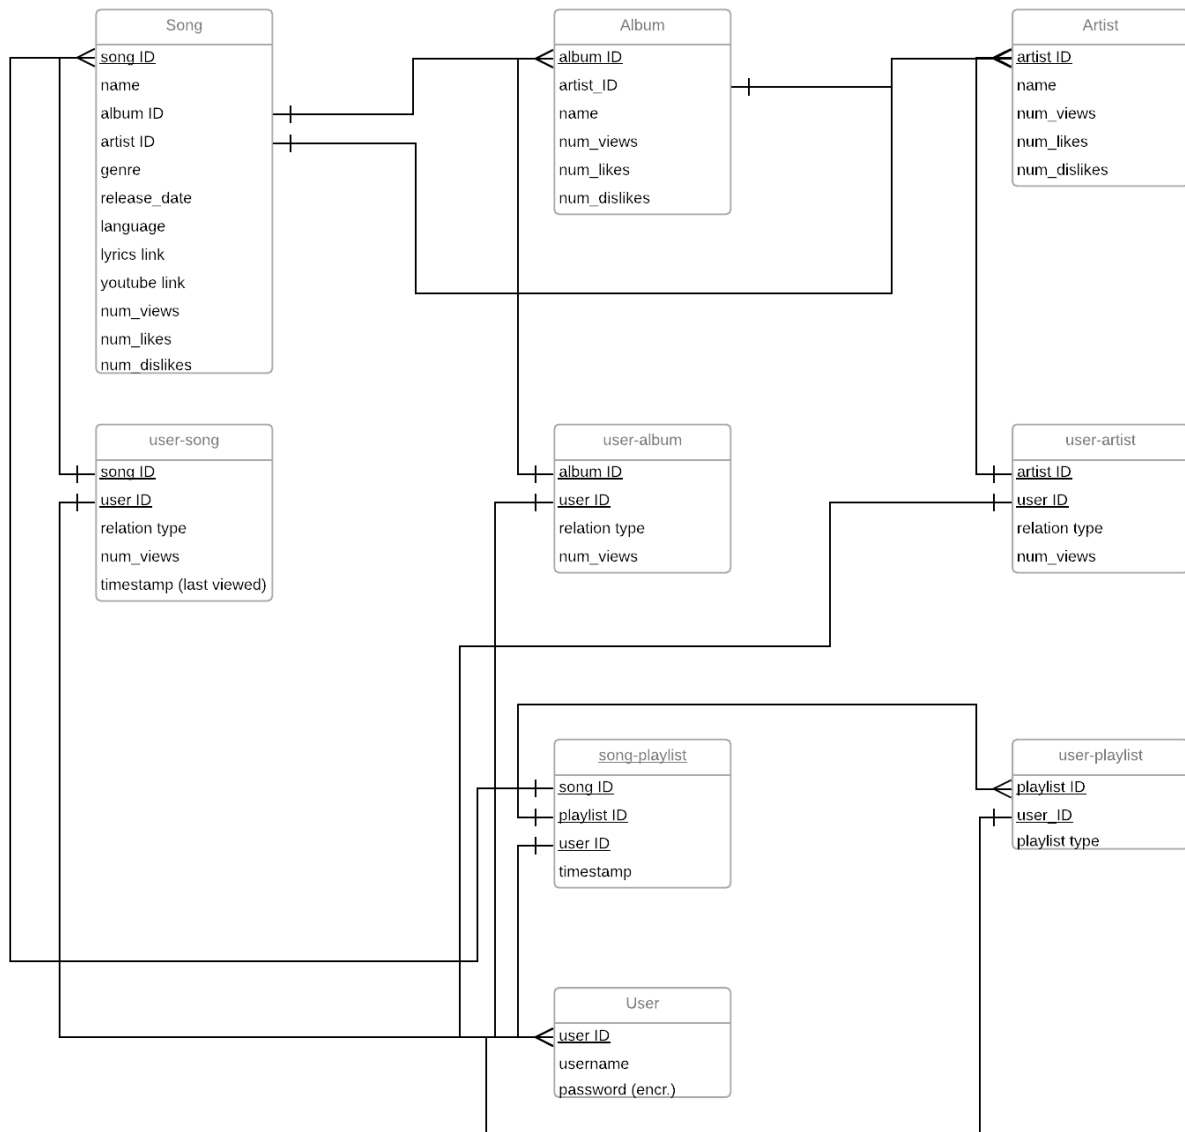 Song
song ID
name
album ID
artist ID
genre
release_date
language
lyrics link
youtube link
num_views
num_likes
num_dislikes
Album
album ID
artist_ID
name
num_views
num_likes
num_dislikes
Artist
artist ID
name
num_views
num_likes
num_dislikes
user-song
song ID
user ID
relation type
num_views
timestamp (last viewed)
user-album
album ID
user ID
relation type
num_views
user-artist
artist ID
user ID
relation type
num_views
song-playlist
song ID
playlist ID
user ID
timestamp
user-playlist
playlist ID
user_ID
playlist type
User
user ID
username
password (encr.)